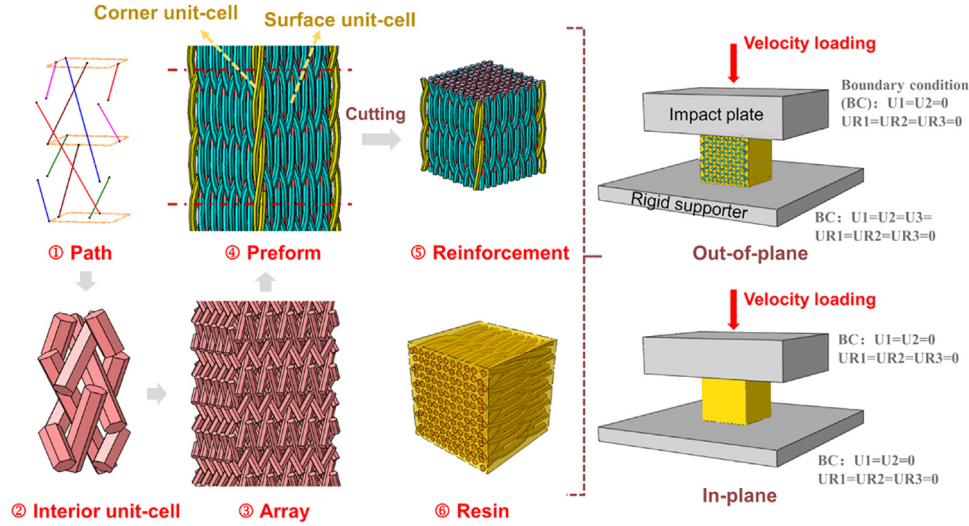 Corner unit-cell
Surface unit-cell
Cutting
① Path
④ Preform
⑤ Reinforcement
② Interior unit-cell
③ Array
⑥ Resin
Velocity loading
Boundary condition
(BC): U1=U2=0
UR1=UR2=UR3=0
Impact plate
Rigid supporter
BC: U1=U2=U3=
UR1=UR2=UR3=0
Out-of-plane
Velocity loading
BC: U1=U2=0
UR1=UR2=UR3=0
BC: U1=U2=0
UR1=UR2=UR3=0
In-plane